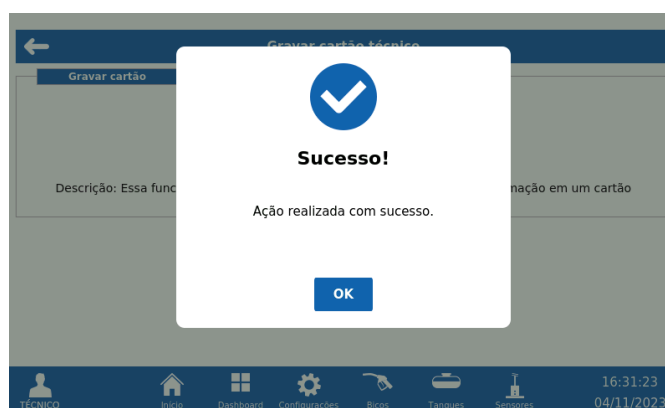 Gravar cartão técnico
Gravar cartão
Sucesso!
Descrição: Essa func
mação em um cartão
Ação realizada com sucesso.
OK
TÉCNICO
Início
Dashboard
Configurações
Bicos
Tanques
Sensores
16:31:23
04/11/2023